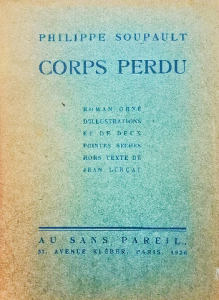 PHILIPPE SOUPAULT
CORPS PERDU
ROMAN ORNÉ
D'ILLUSTRATIONS
ET DE DEUX
POINTES SÈCHES
HORS TEXTE DE
JEAN LURÇAT
AU SANS PAREIL,
37, AVENUE KLÉBER, PARIS, 1926